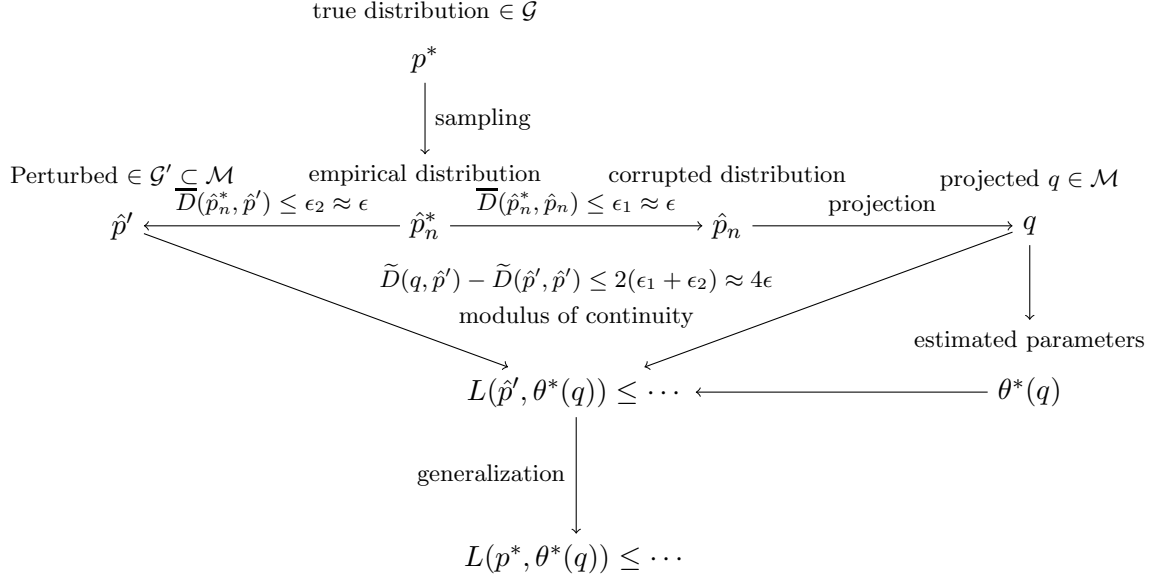 true distribution ∈ 𝒢
p*
sampling
Perturbed ∈ 𝒢′ ⊆ ℳ
empirical distribution
corrupted distribution
projected q ∈ ℳ
D̅(p̂*ₙ, p̂′) ≤ ϵ₂ ≈ ϵ
D̅(p̂*ₙ, p̂ₙ) ≤ ϵ₁ ≈ ϵ
projection
p̂′
p̂*ₙ
p̂ₙ
q
D̃(q, p̂′) − D̃(p̂′, p̂′) ≤ 2(ϵ₁ + ϵ₂) ≈ 4ϵ
modulus of continuity
estimated parameters
L(p̂′, θ*(q)) ≤ ⋯
θ*(q)
generalization
L(p*, θ*(q)) ≤ ⋯